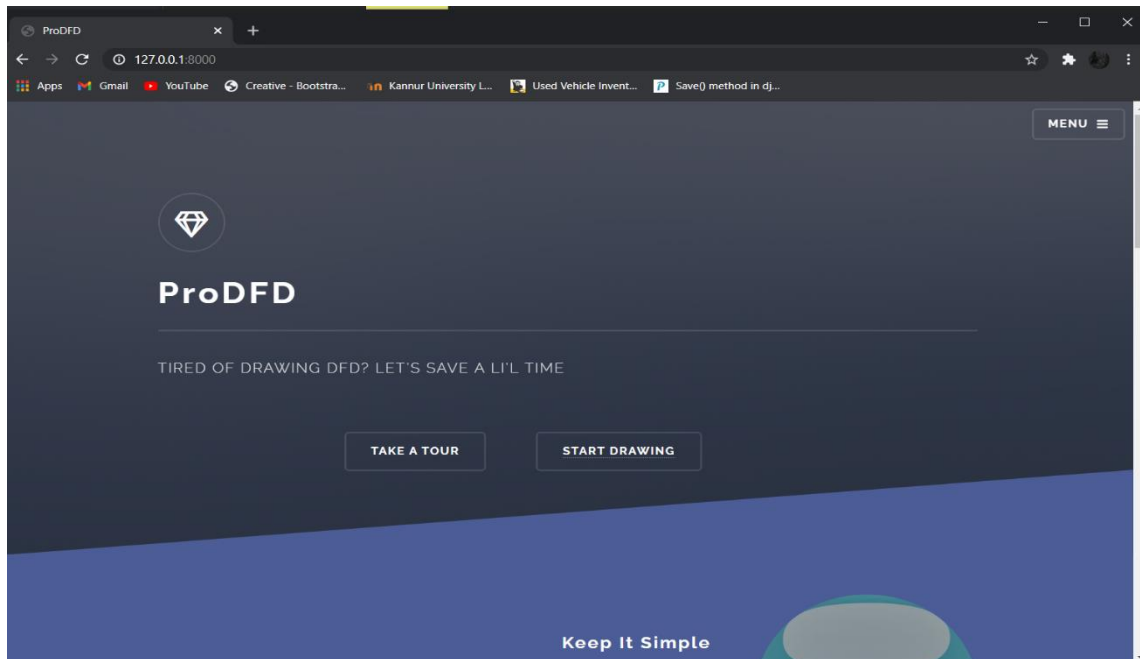 ProDFD
127.0.0.1:8000
Apps Gmail YouTube Creative - Bootstra... Kannur University L... Used Vehicle Invent... Save() method in dj...
MENU
ProDFD
TIRED OF DRAWING DFD? LET'S SAVE A LI'L TIME
TAKE A TOUR START DRAWING
Keep It Simple